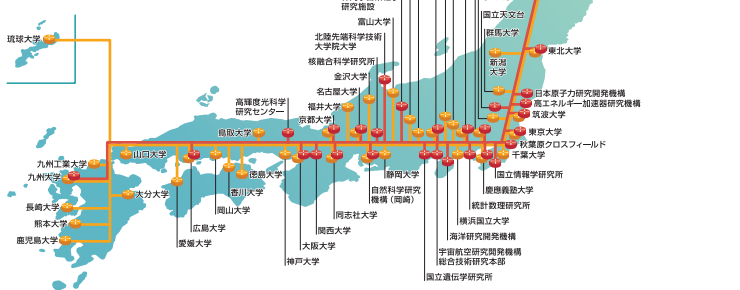 研究施設
富山大学
北陸先端科学技術
大学院大学
核融合科学研究所
金沢大学
名古屋大学
福井大学
京都大学
高輝度光科学
研究センター
鳥取大学
琉球大学
国立天文台
群馬大学
新潟
大学
東北大学
日本原子力研究開発機構
高エネルギー加速器研究機構
筑波大学
東京大学
秋葉原クロスフィールド
千葉大学
国立情報学研究所
慶應義塾大学
統計数理研究所
横浜国立大学
海洋研究開発機構
宇宙航空研究開発機構
総合技術研究本部
国立遺伝学研究所
静岡大学
自然科学研究
機構(岡崎)
同志社大学
関西大学
大阪大学
神戸大学
徳島大学
香川大学
岡山大学
広島大学
愛媛大学
山口大学
九州工業大学
九州大学
大分大学
長崎大学
熊本大学
鹿児島大学